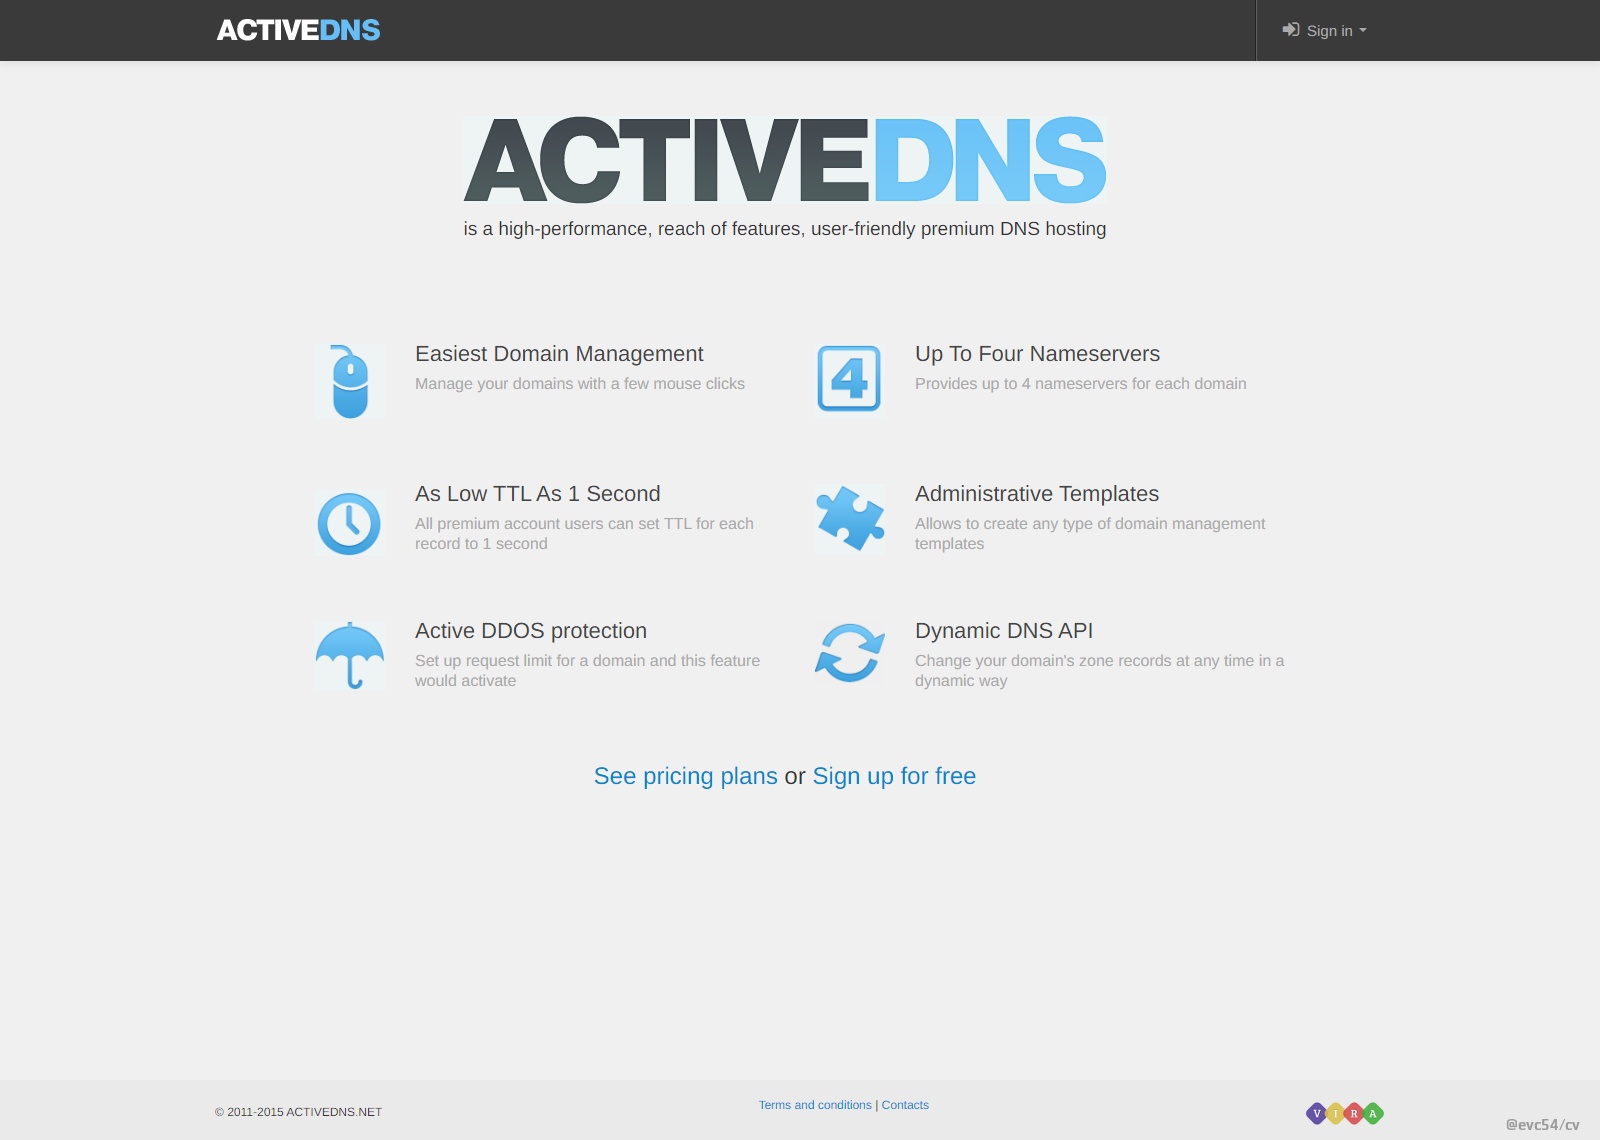 ACTIVEDNS
Sign in
ACTIVEDNS
is a high-performance, reach of features, user-friendly premium DNS hosting
Easiest Domain Management
Manage your domains with a few mouse clicks
4
Up To Four Nameservers
Provides up to 4 nameservers for each domain
As Low TTL As 1 Second
All premium account users can set TTL for each
record to 1 second
Administrative Templates
Allows to create any type of domain management
templates
Active DDOS protection
Set up request limit for a domain and this feature
would activate
Dynamic DNS API
Change your domain's zone records at any time in a
dynamic way
See pricing plans or Sign up for free
© 2011-2015 ACTIVEDNS.NET
Terms and conditions | Contacts
VIRA
@evc54/cv